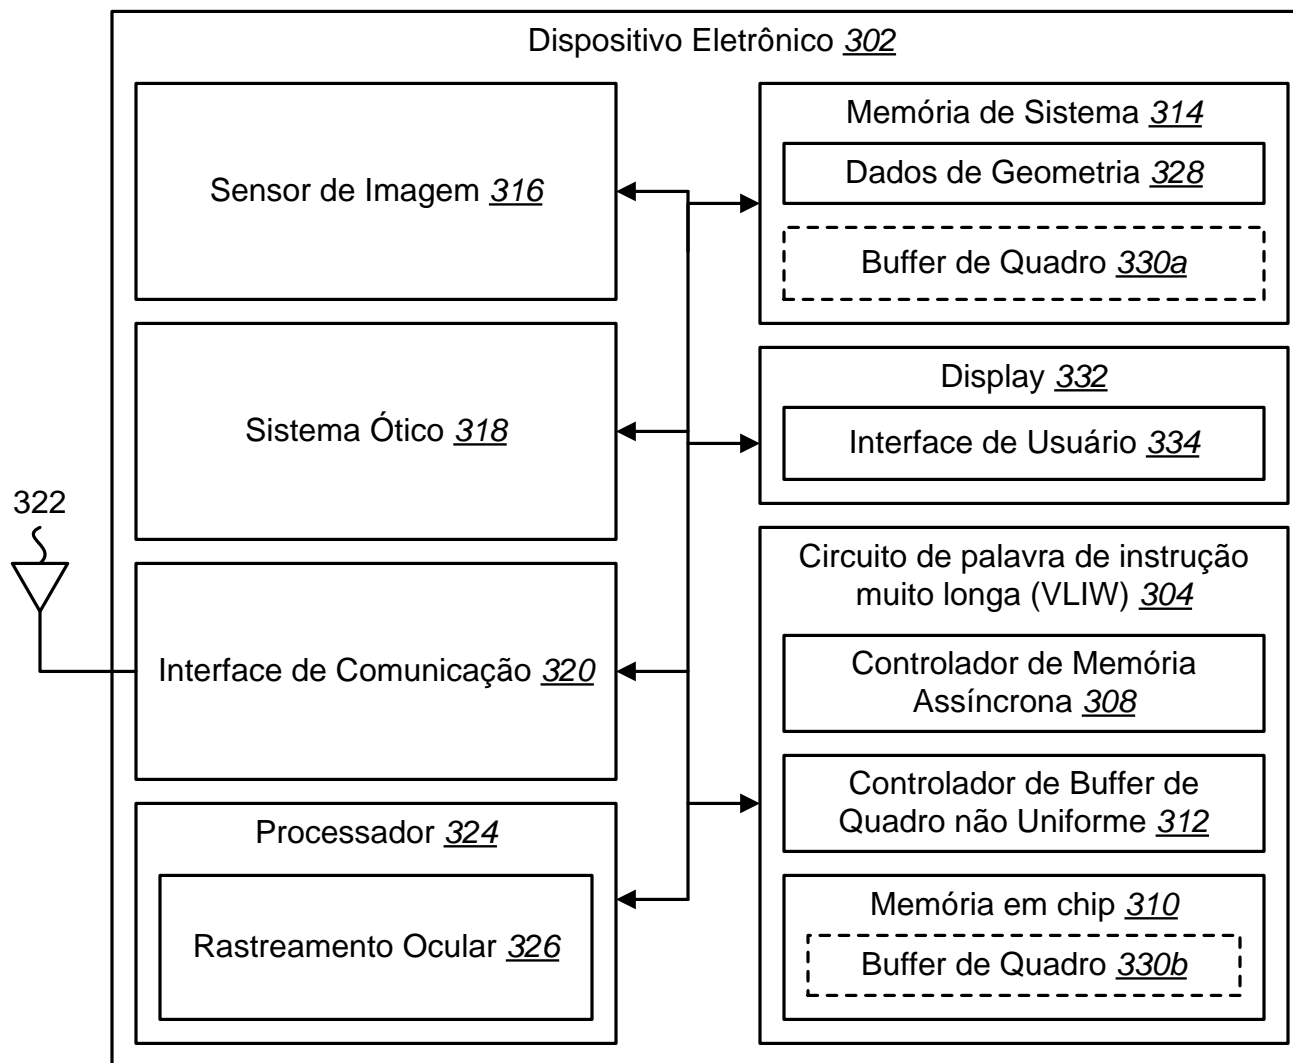 Dispositivo Eletrônico 302
Sensor de Imagem 316
Sistema Ótico 318
322
Interface de Comunicação 320
Processador 324
Rastreamento Ocular 326
Memória de Sistema 314
Dados de Geometria 328
Buffer de Quadro 330a
Display 332
Interface de Usuário 334
Circuito de palavra de instrução
muito longa (VLIW) 304
Controlador de Memória
Assíncrona 308
Controlador de Buffer de
Quadro não Uniforme 312
Memória em chip 310
Buffer de Quadro 330b